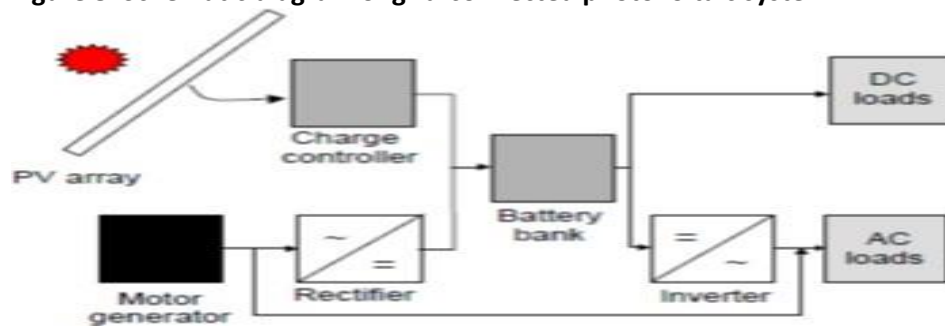 PV array
Charge
controller
Battery
bank
DC
loads
Motor
generator
~
=
Rectifier
=
~
Inverter
AC
loads